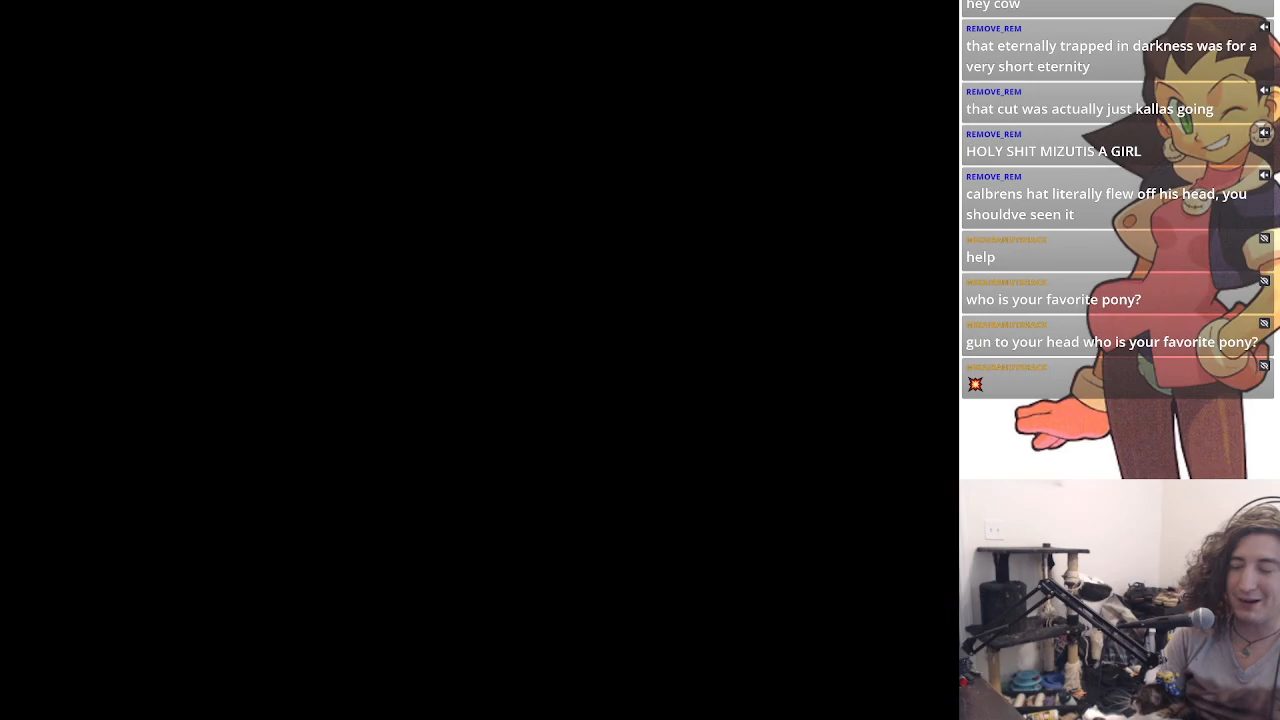 hey cow
REMOVE_REM
that eternally trapped in darkness was for a
very short eternity
REMOVE_REM
that cut was actually just kallas going
REMOVE_REM
HOLY SHIT MIZUTIS A GIRL
REMOVE_REM
calbrens hat literally flew off his head, you
shouldve seen it
help
who is your favorite pony?
gun to your head who is your favorite pony?
💥